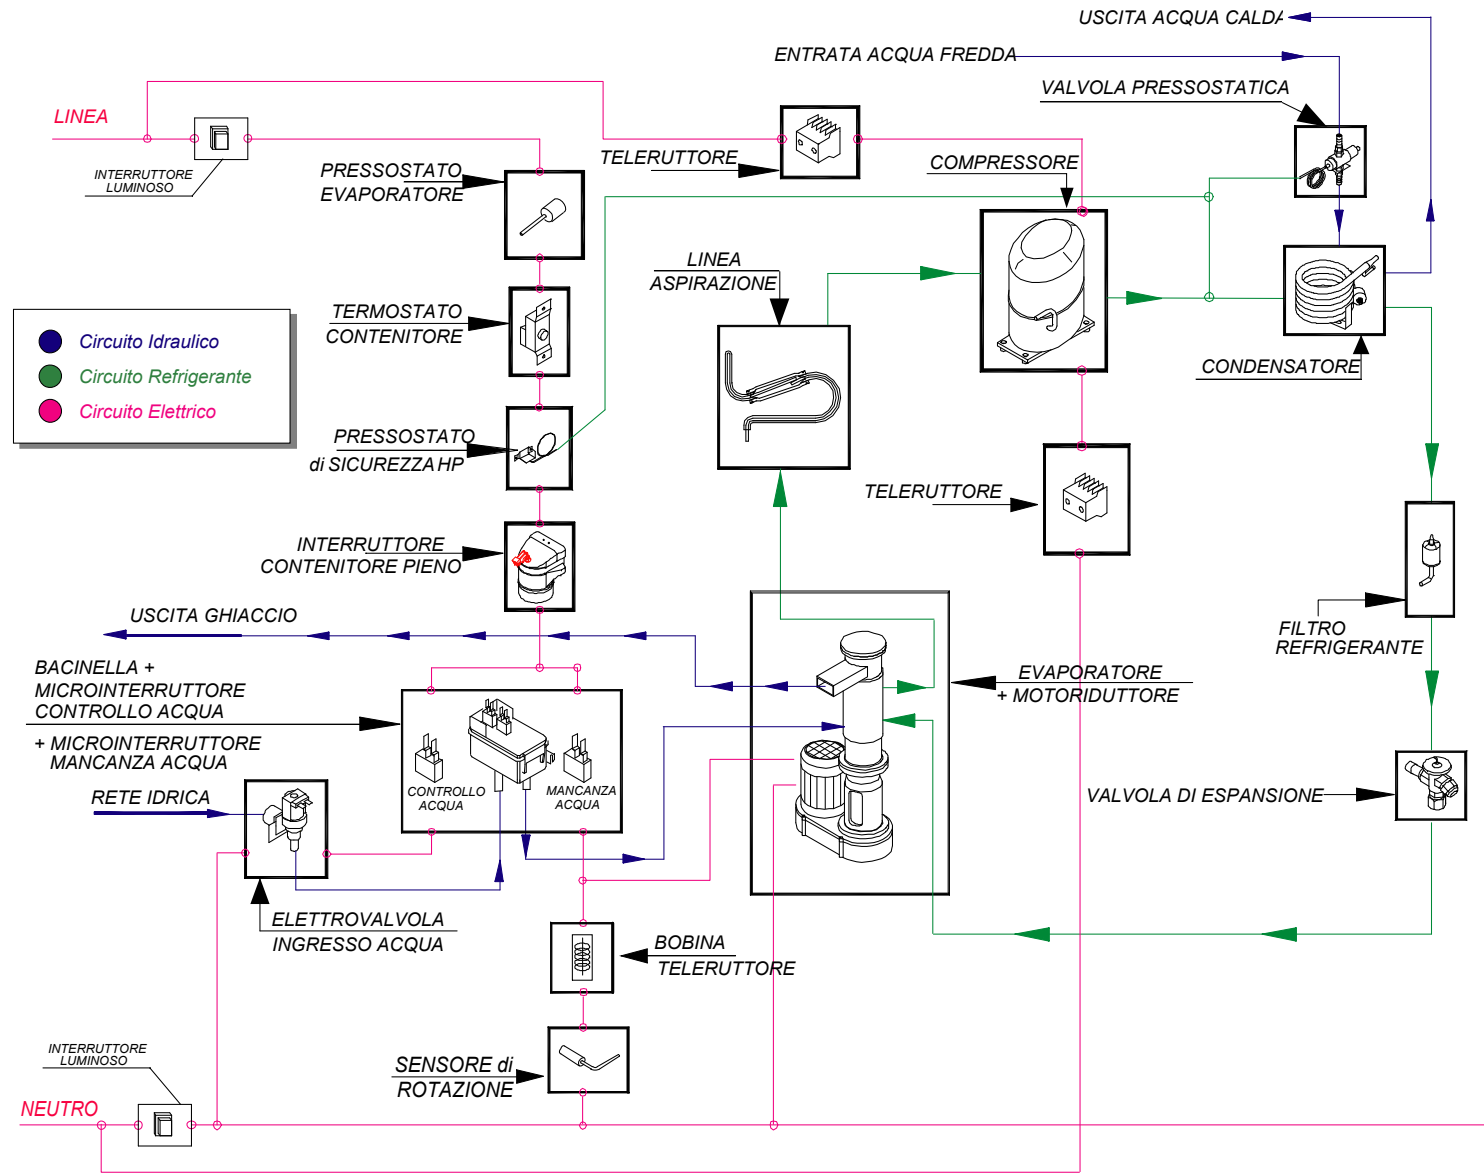 USCITA ACQUA CALDA
ENTRATA ACQUA FREDDA
VALVOLA PRESSOSTATICA
LINEA
INTERRUTTORE
LUMINOSO
TELERUTTORE
COMPRESSORE
PRESSOSTATO
EVAPORATORE
LINEA
ASPIRAZIONE
TERMOSTATO
CONTENITORE
Circuito Idraulico
Circuito Refrigerante
Circuito Elettrico
CONDENSATORE
PRESSOSTATO
di SICUREZZA HP
TELERUTTORE
INTERRUTTORE
CONTENITORE PIENO
USCITA GHIACCIO
FILTRO
REFRIGERANTE
BACINELLA +
MICROINTERRUTTORE
CONTROLLO ACQUA
+ MICROINTERRUTTORE
MANCANZA ACQUA
EVAPORATORE
+ MOTORIDUTTORE
CONTROLLO
ACQUA
MANCANZA
ACQUA
RETE IDRICA
VALVOLA DI ESPANSIONE
ELETTROVALVOLA
INGRESSO ACQUA
BOBINA
TELERUTTORE
INTERRUTTORE
LUMINOSO
SENSORE di
ROTAZIONE
NEUTRO